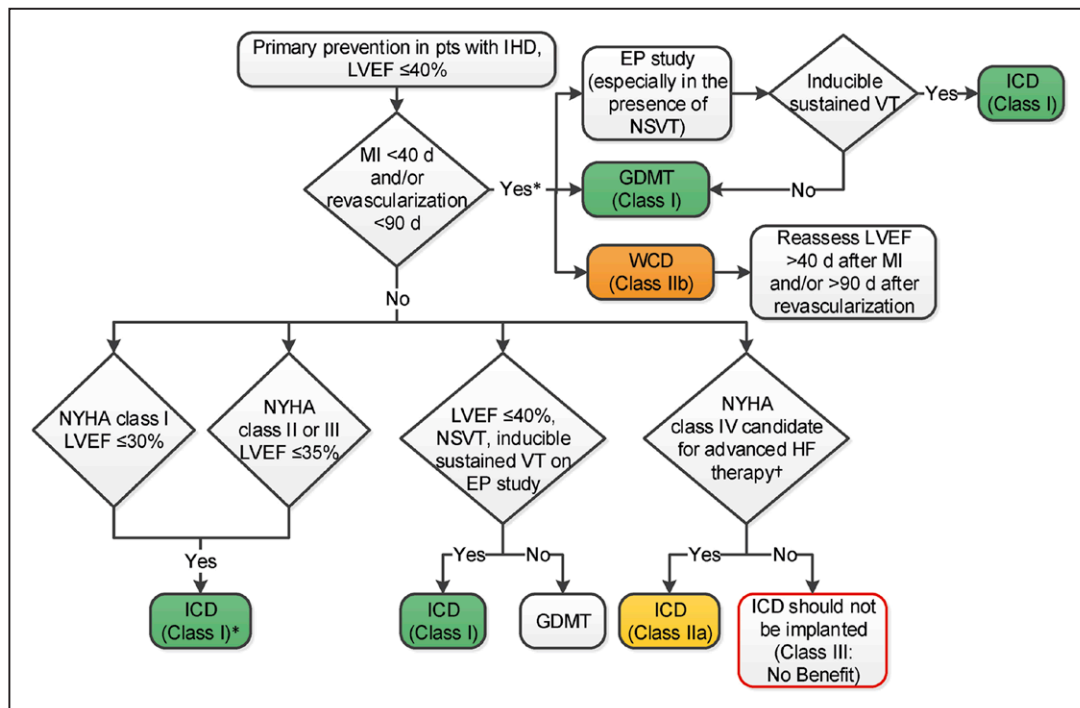 Primary prevention in pts with IHD,
LVEF ≤40%
EP study
(especially in the
presence of
NSVT)
Inducible
sustained VT
Yes
ICD
(Class I)
MI <40 d
and/or
revascularization
<90 d
Yes*
GDMT
(Class I)
No
WCD
(Class IIb)
Reassess LVEF
>40 d after MI
and/or >90 d after
revascularization
No
NYHA class I
LVEF ≤30%
NYHA
class II or III
LVEF ≤35%
LVEF ≤40%,
NSVT, inducible
sustained VT on
EP study
NYHA
class IV candidate
for advanced HF
therapy†
Yes
Yes
No
Yes
No
ICD
(Class I)*
ICD
(Class I)
GDMT
ICD
(Class IIa)
ICD should not
be implanted
(Class III:
No Benefit)